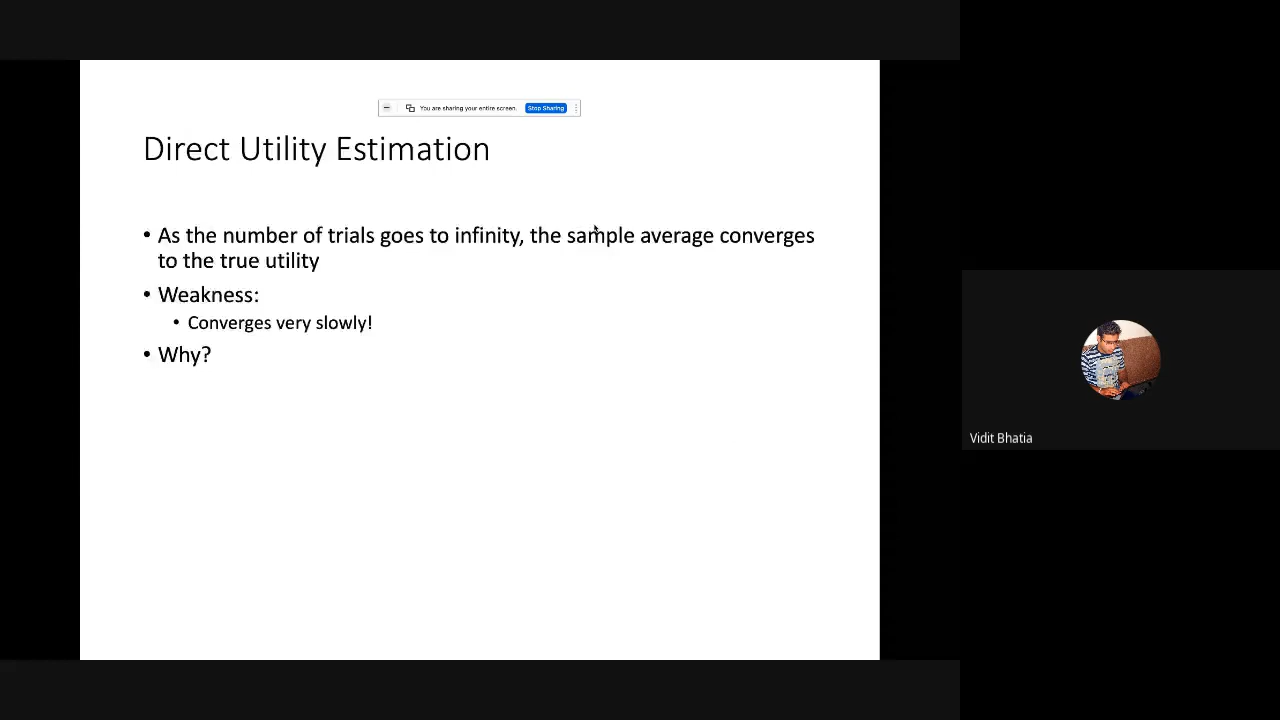 You are sharing your entire screen. Stop Sharing
Direct Utility Estimation
• As the number of trials goes to infinity, the sample average converges
to the true utility
• Weakness:
• Converges very slowly!
• Why?
Vidit Bhatia